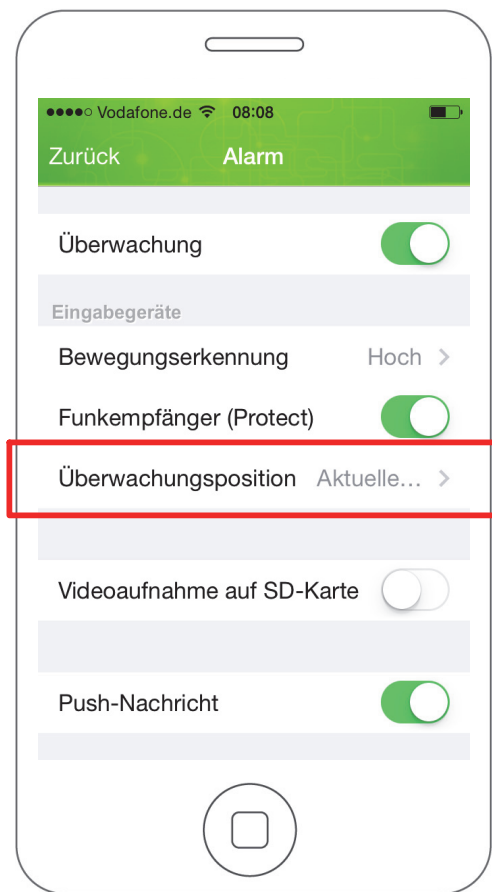 Vodafone.de 08:08
Zurück Alarm
Überwachung
Eingabegeräte
Bewegungserkennung Hoch
Funkempfänger (Protect)
Überwachungsposition Aktuelle...
Videoaufnahme auf SD-Karte
Push-Nachricht